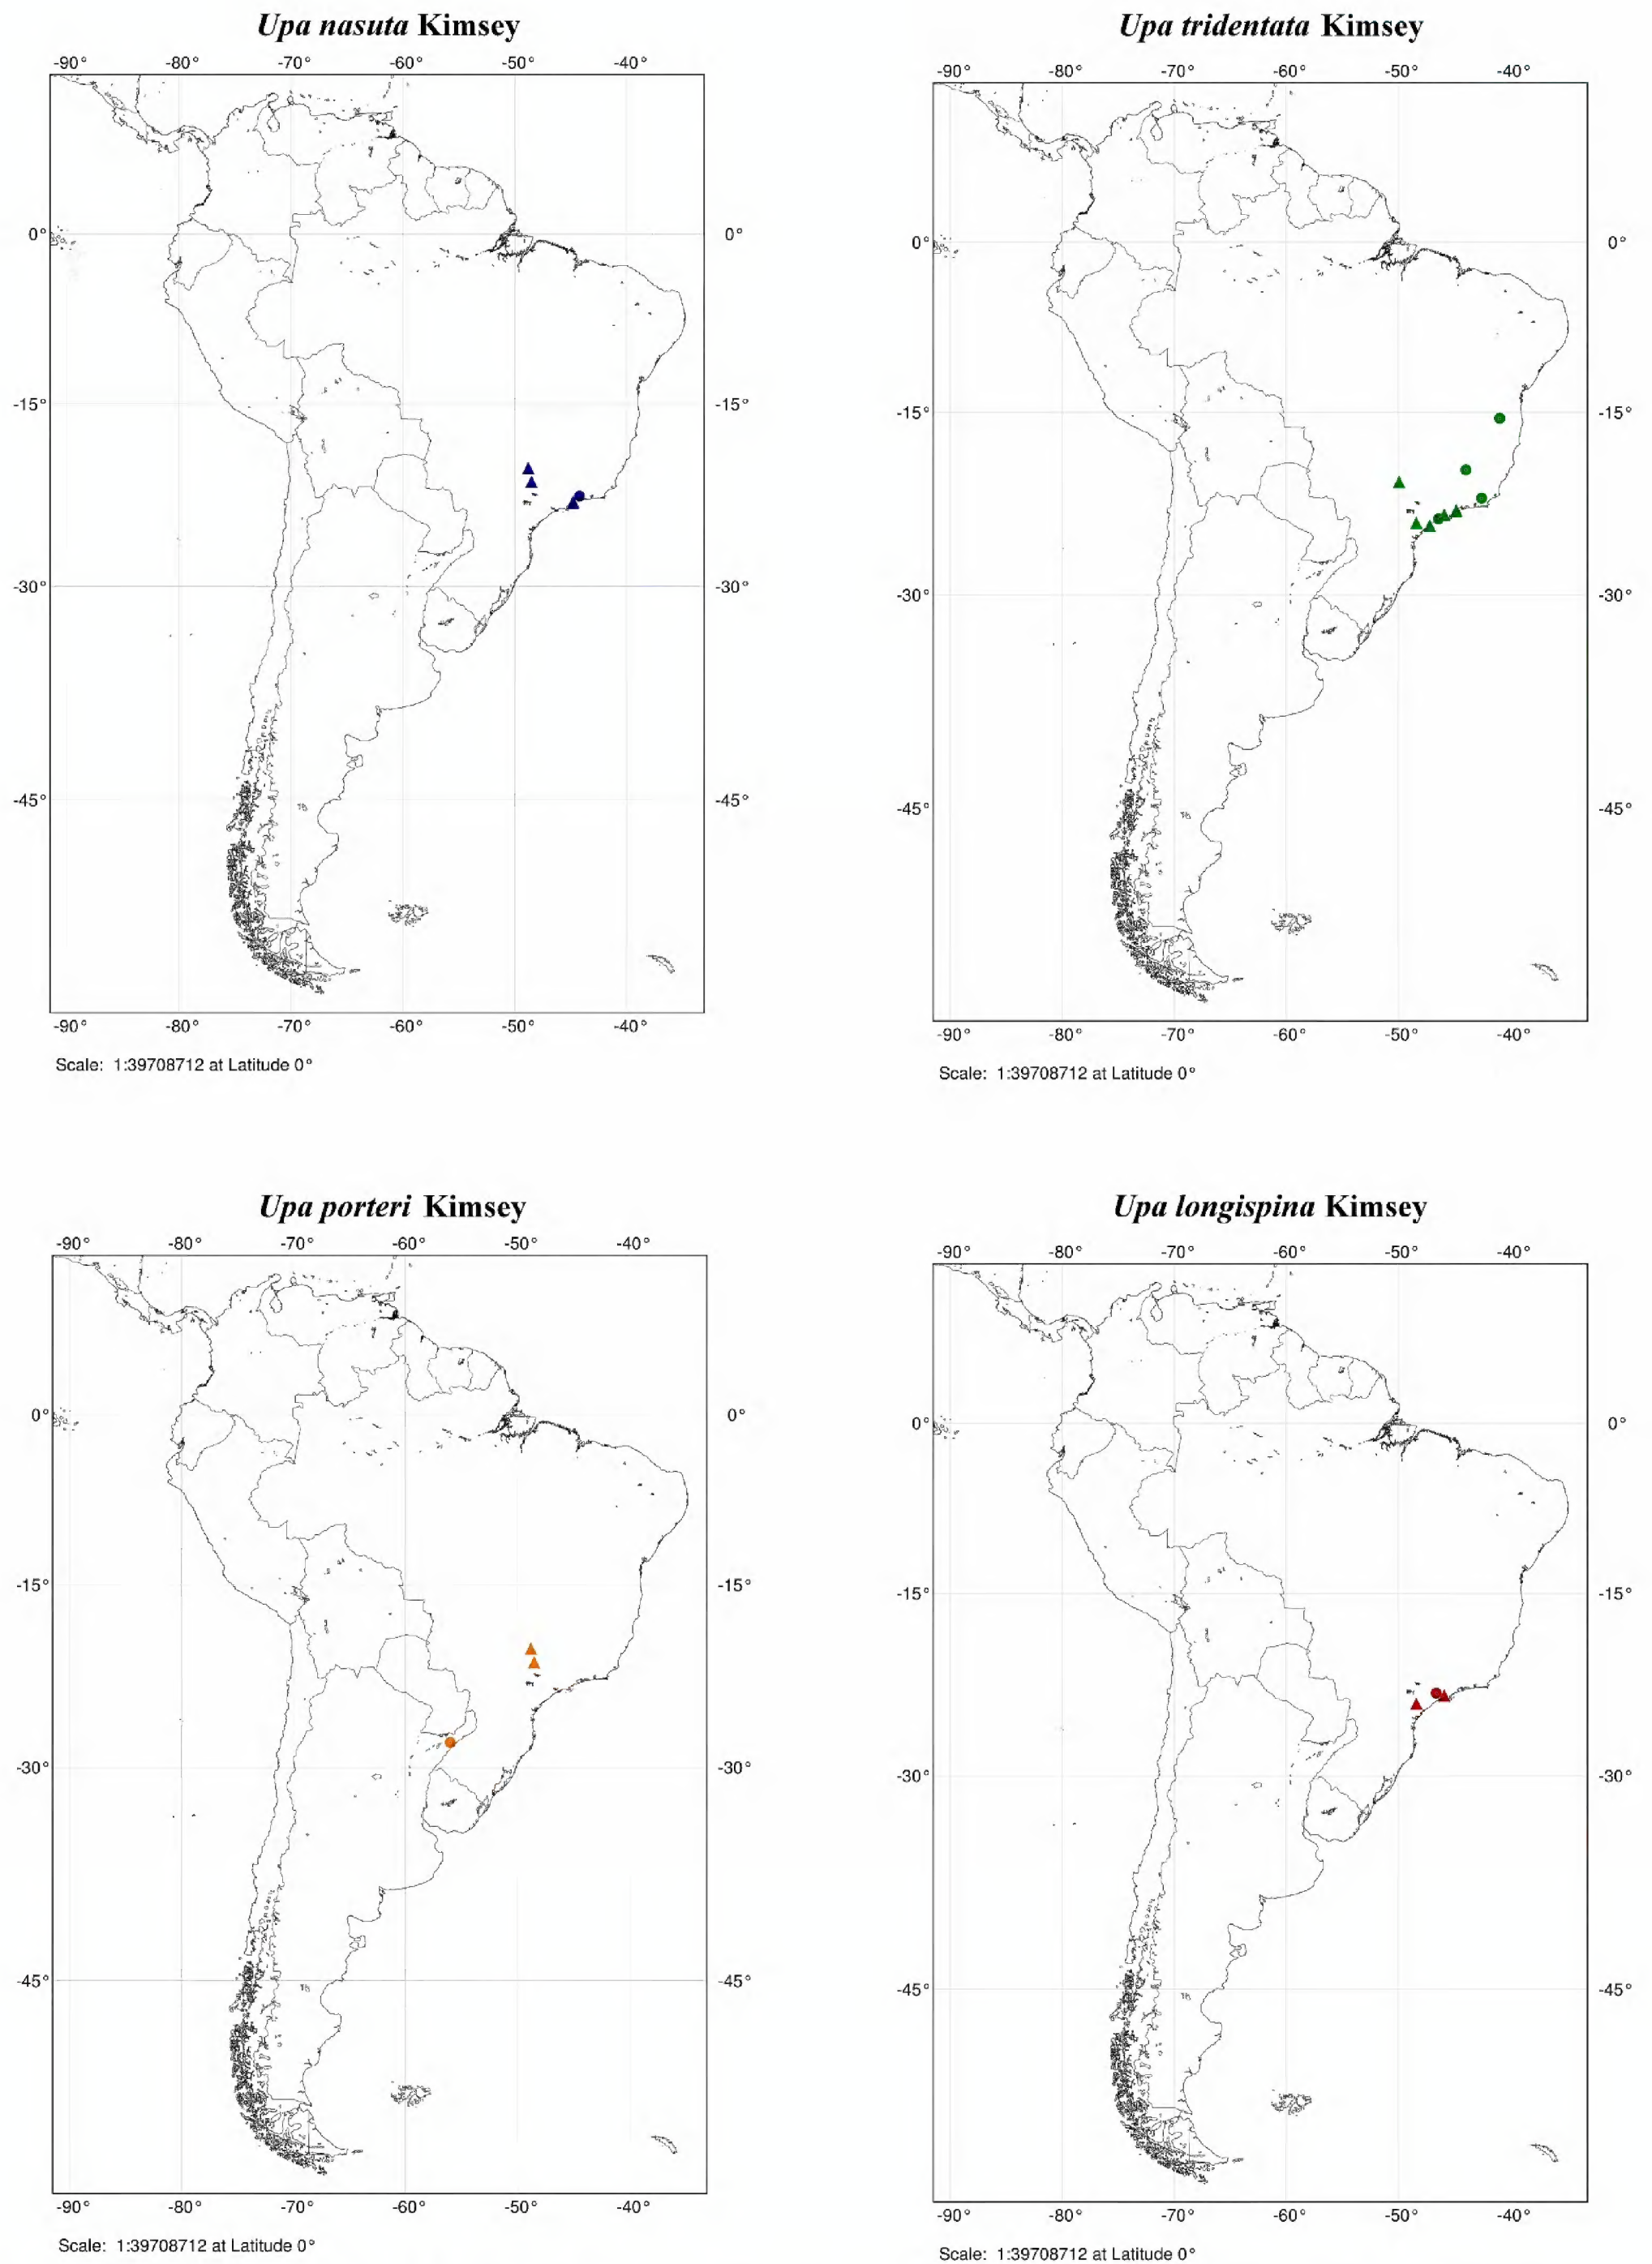 Upa nasuta Kimsey
-90° -80° -70° -60° -50° -40°
0° 0°
-15° -15°
-30° -30°
-45° -45°
-90° -80° -70° -60° -50° -40°
Scale: 1:39708712 at Latitude 0°
Upa tridentata Kimsey
-90° -80° -70° -60° -50° -40°
0° 0°
-15° -15°
-30° -30°
-45° -45°
-90° -80° -70° -60° -50° -40°
Scale: 1:39708712 at Latitude 0°
Upa porteri Kimsey
-90° -80° -70° -60° -50° -40°
0° 0°
-15° -15°
-30° -30°
-45° -45°
-90° -80° -70° -60° -50° -40°
Scale: 1:39708712 at Latitude 0°
Upa longispina Kimsey
-90° -80° -70° -60° -50° -40°
0° 0°
-15° -15°
-30° -30°
-45° -45°
-90° -80° -70° -60° -50° -40°
Scale: 1:39708712 at Latitude 0°